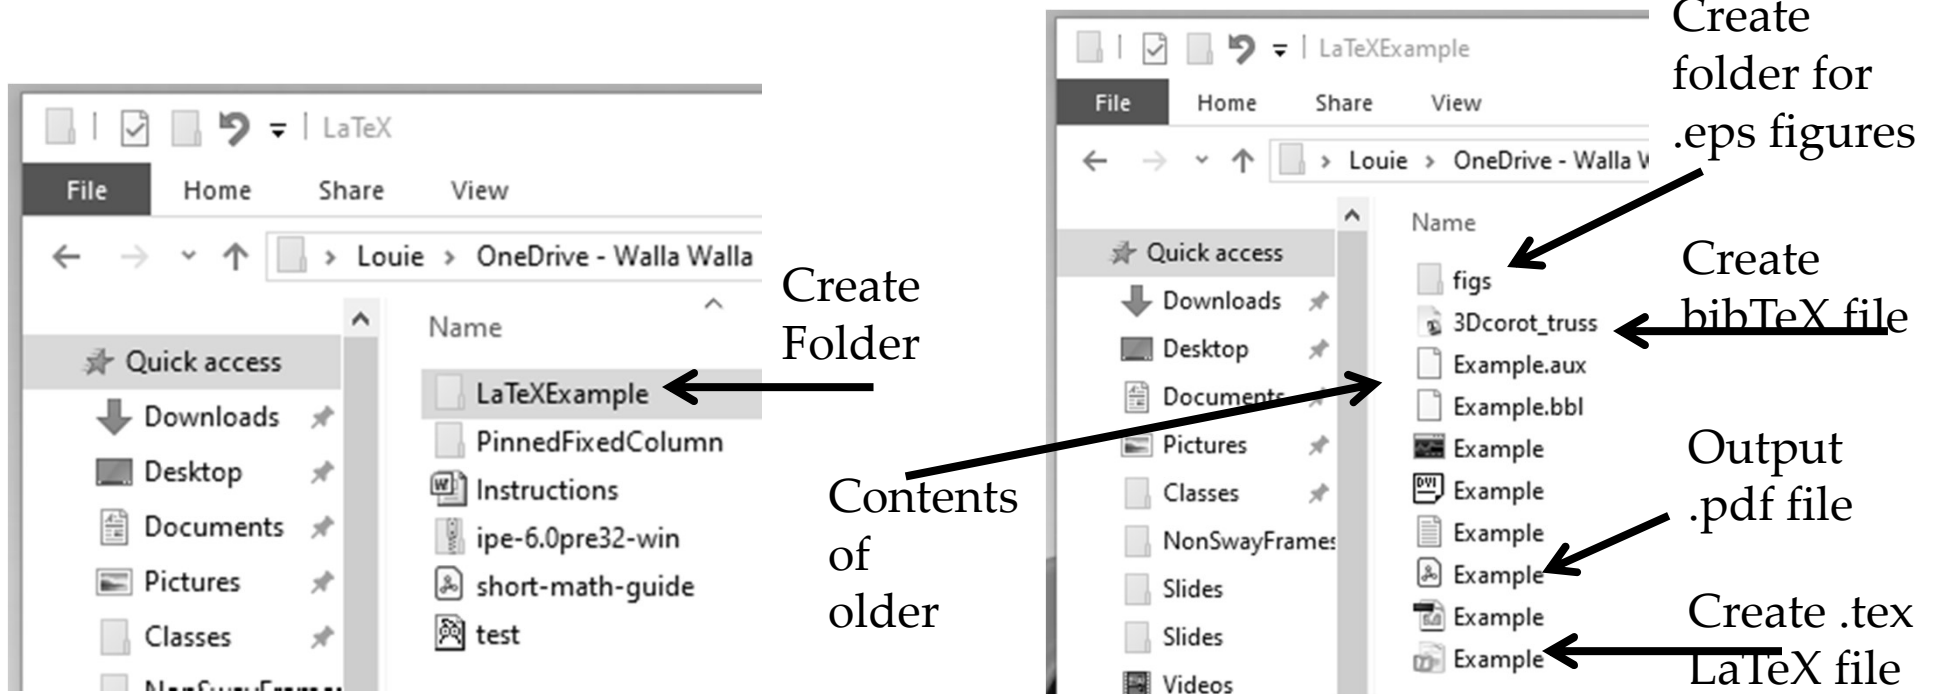 LaTeX
File Home Share View
Louie > OneDrive - Walla Walla
Name
Quick access
LaTeXExample
Downloads
PinnedFixedColumn
Desktop
Instructions
Documents
ipe-6.0pre32-win
Pictures
short-math-guide
Classes
test
Create
Folder
Contents
of
older
LaTeXExample
File Home Share View
Louie > OneDrive - Walla W
Name
Quick access
figs
Downloads
3Dcorot_truss
Desktop
Example.aux
Documents
Example.bbl
Pictures
Example
Classes
DVI Example
NonSwayFrames
Example
Slides
Example
Slides
Example
Videos
Example
Create
folder for
.eps figures
Create
bibTeX file
Output
.pdf file
Create .tex
LaTeX file